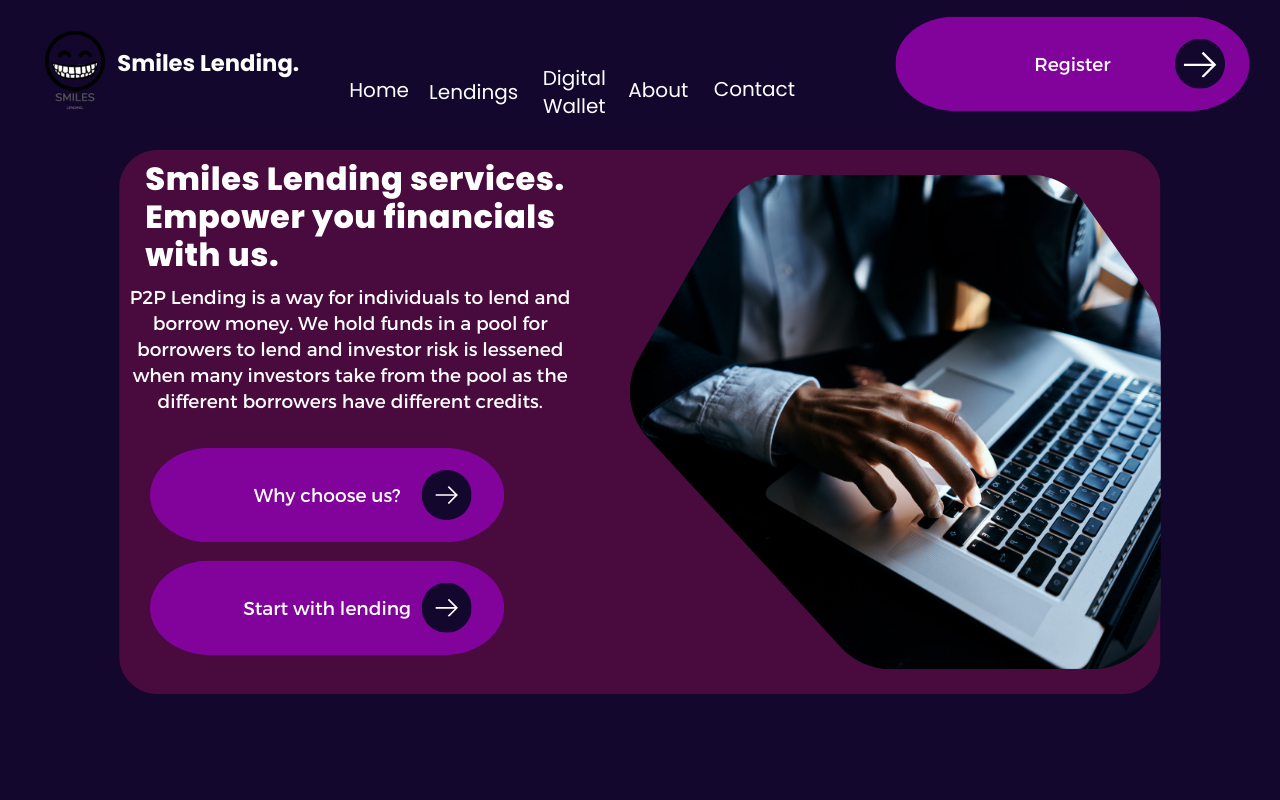 SMILES
LENDING
Smiles Lending.
Home
Lendings
Digital
Wallet
About
Contact
Register
Smiles Lending services.
Empower you financials
with us.
P2P Lending is a way for individuals to lend and
borrow money. We hold funds in a pool for
borrowers to lend and investor risk is lessened
when many investors take from the pool as the
different borrowers have different credits.
Why choose us?
Start with lending